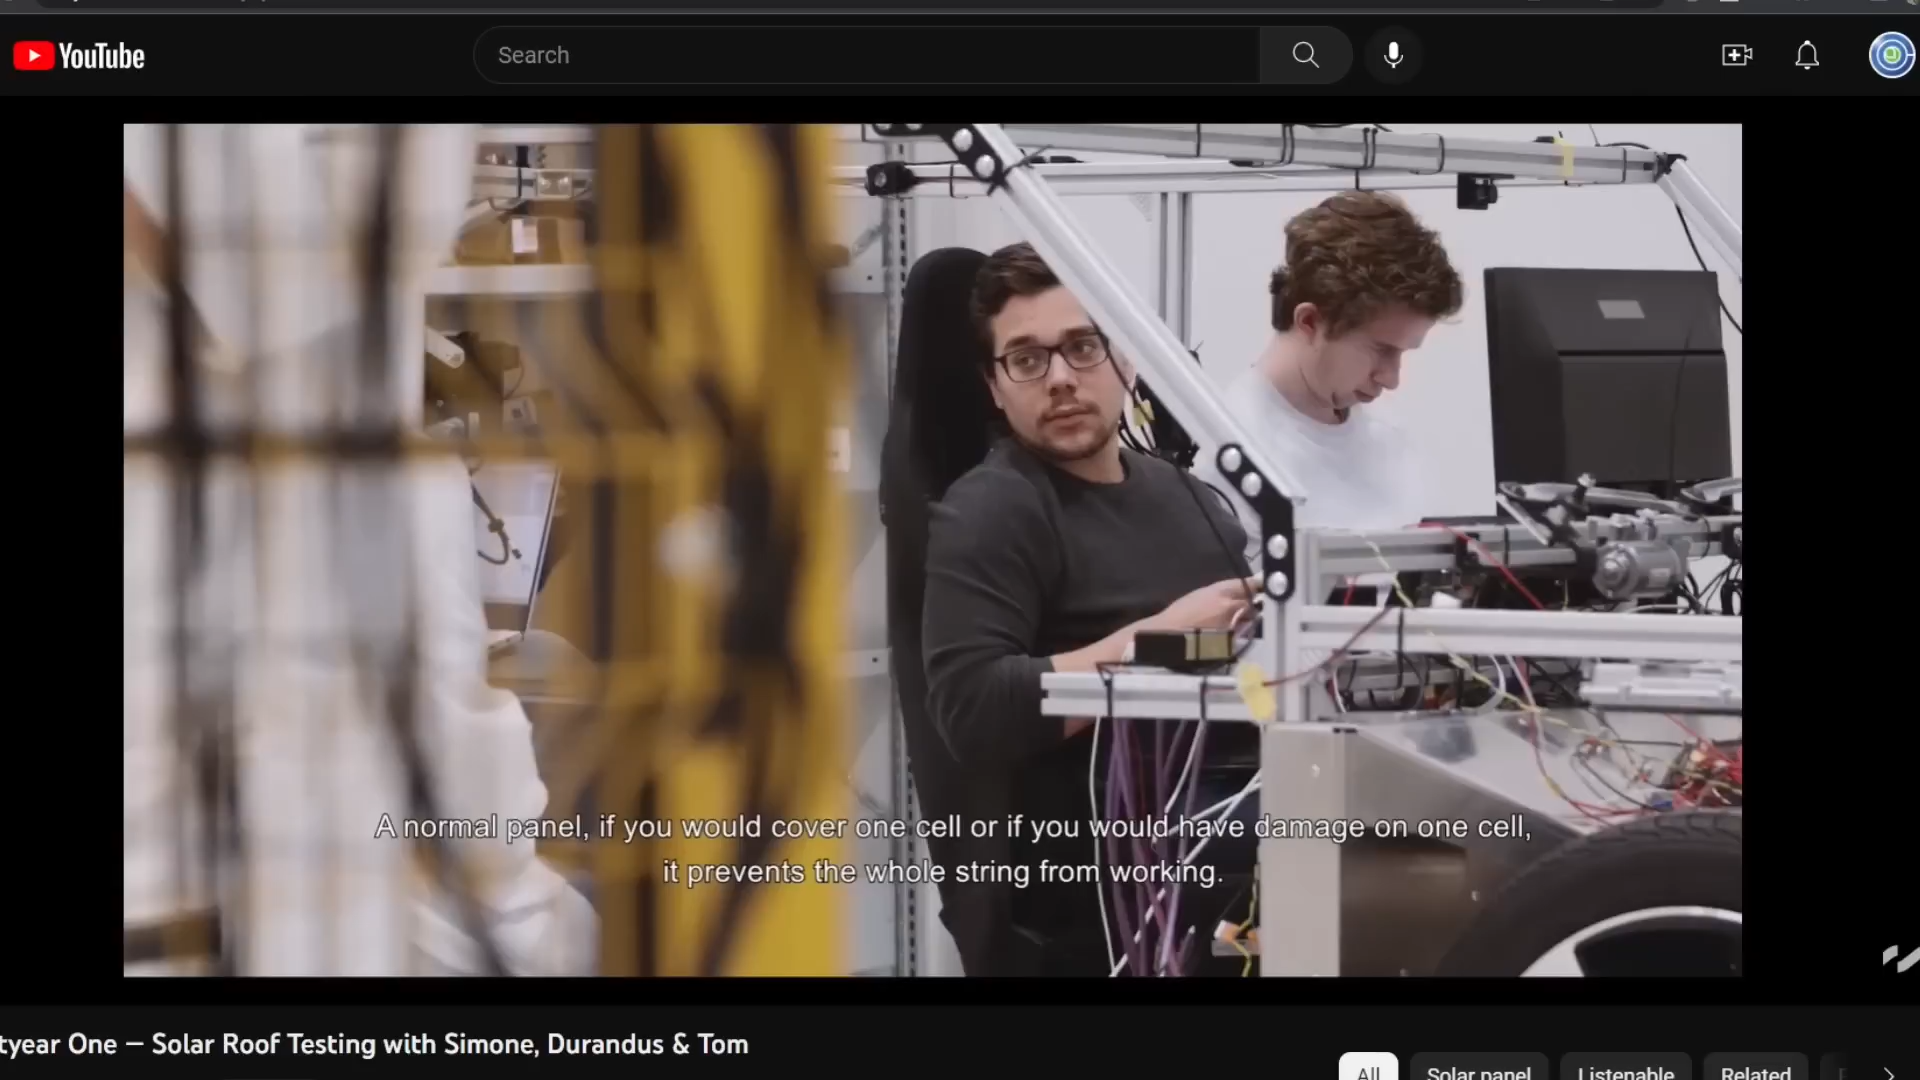 YouTube
Search
A normal panel, if you would cover one cell or if you would have damage on one cell,
it prevents the whole string from working.
tyear One — Solar Roof Testing with Simone, Durandus & Tom
All
Solar panel
Listenable
Related